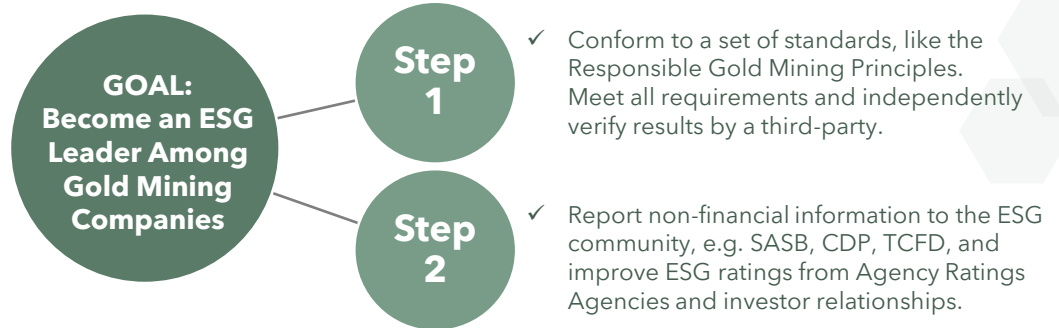 GOAL:
Become an ESG
Leader Among
Gold Mining
Companies
Step
1
✓ Conform to a set of standards, like the
Responsible Gold Mining Principles.
Meet all requirements and independently
verify results by a third-party.
Step
2
✓ Report non-financial information to the ESG
community, e.g. SASB, CDP, TCFD, and
improve ESG ratings from Agency Ratings
Agencies and investor relationships.